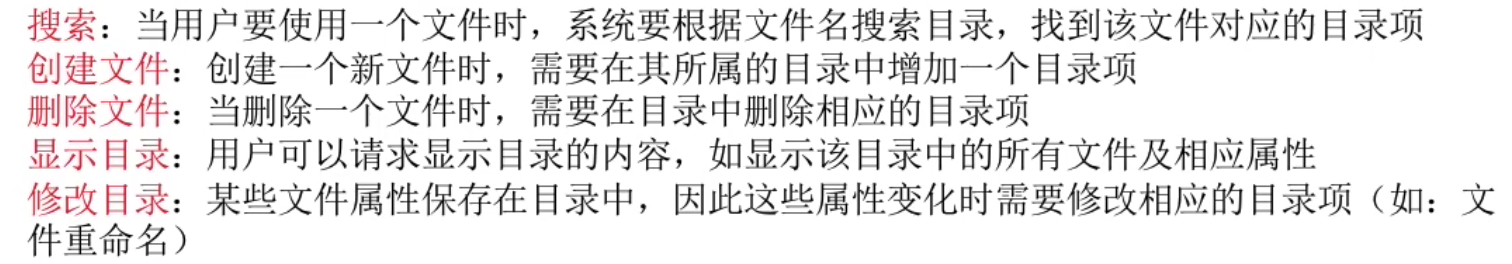 搜索：当用户要使用一个文件时，系统要根据文件名搜索目录，找到该文件对应的目录项
创建文件：创建一个新文件时，需要在其所属的目录中增加一个目录项
删除文件：当删除一个文件时，需要在目录中删除相应的目录项
显示目录：用户可以请求显示目录的内容，如显示该目录中的所有文件及相应属性
修改目录：某些文件属性保存在目录中，因此这些属性变化时需要修改相应的目录项（如：文
件重命名）